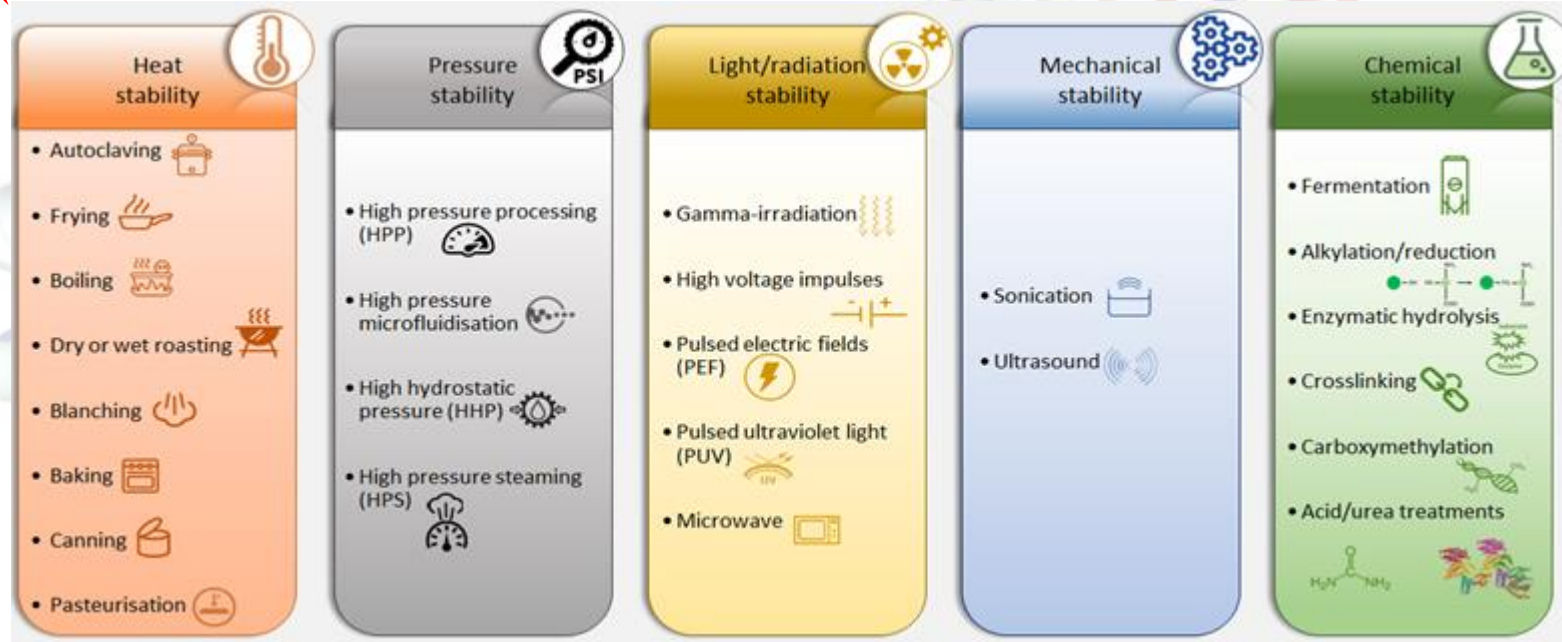 Heat
stability
• Autoclaving
• Frying
• Boiling
• Dry or wet roasting
• Blanching
• Baking
• Canning
• Pasteurisation
Pressure
stability
PSI
• High pressure processing
(HPP)
• High pressure
microfluidisation
• High hydrostatic
pressure (HHP)
• High pressure steaming
(HPS)
Light/radiation
stability
• Gamma-irradiation
• High voltage impulses
- +
• Pulsed electric fields
(PEF)
• Pulsed ultraviolet light
(PUV)
UV
• Microwave
Mechanical
stability
• Sonication
• Ultrasound
Chemical
stability
• Fermentation
• Alkylation/reduction
• Enzymatic hydrolysis
• Crosslinking
• Carboxymethylation
• Acid/urea treatments
O
H₂N NH₂